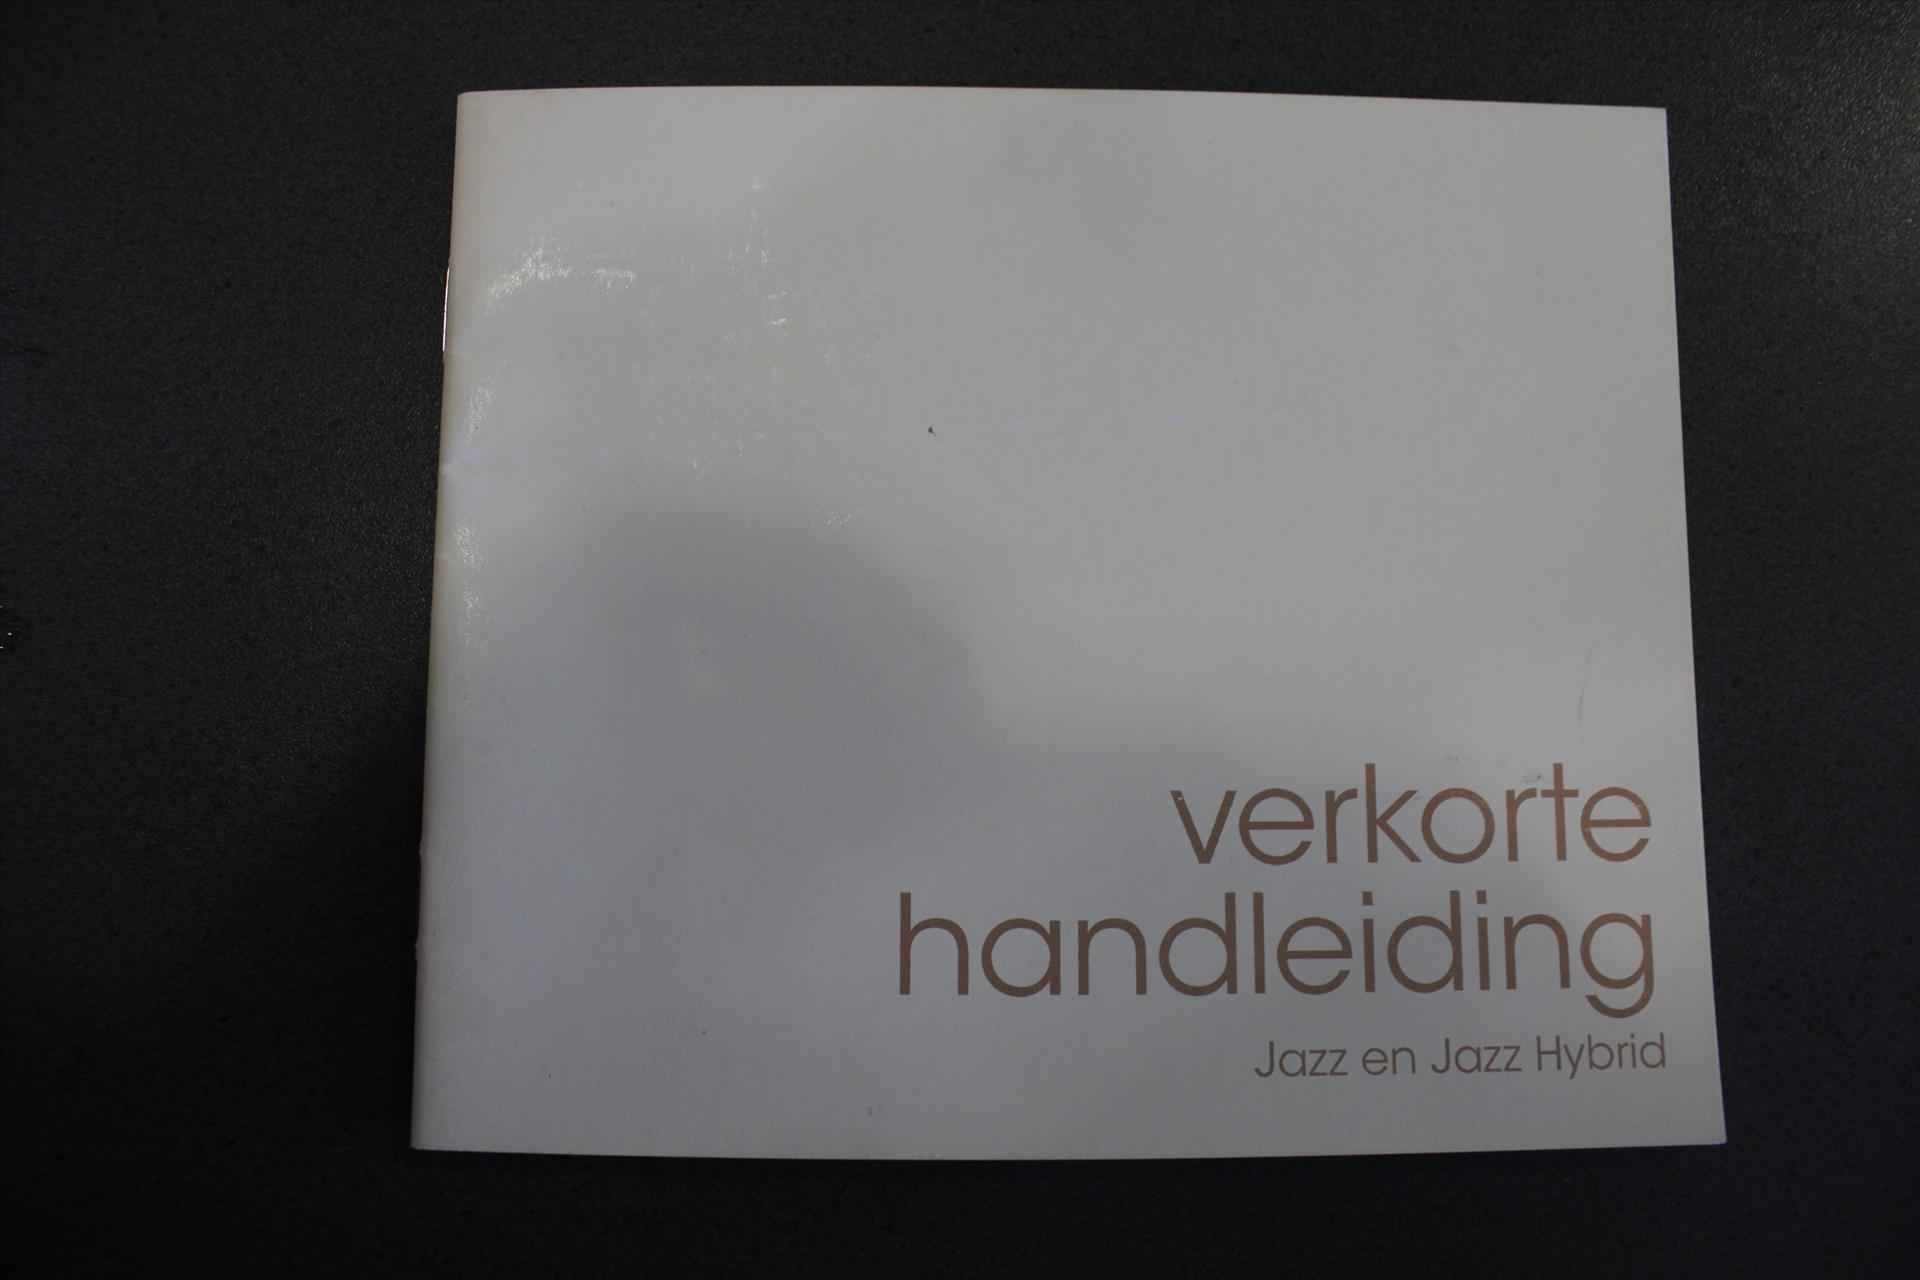 verkorte
handleiding
Jazz en Jazz Hybrid